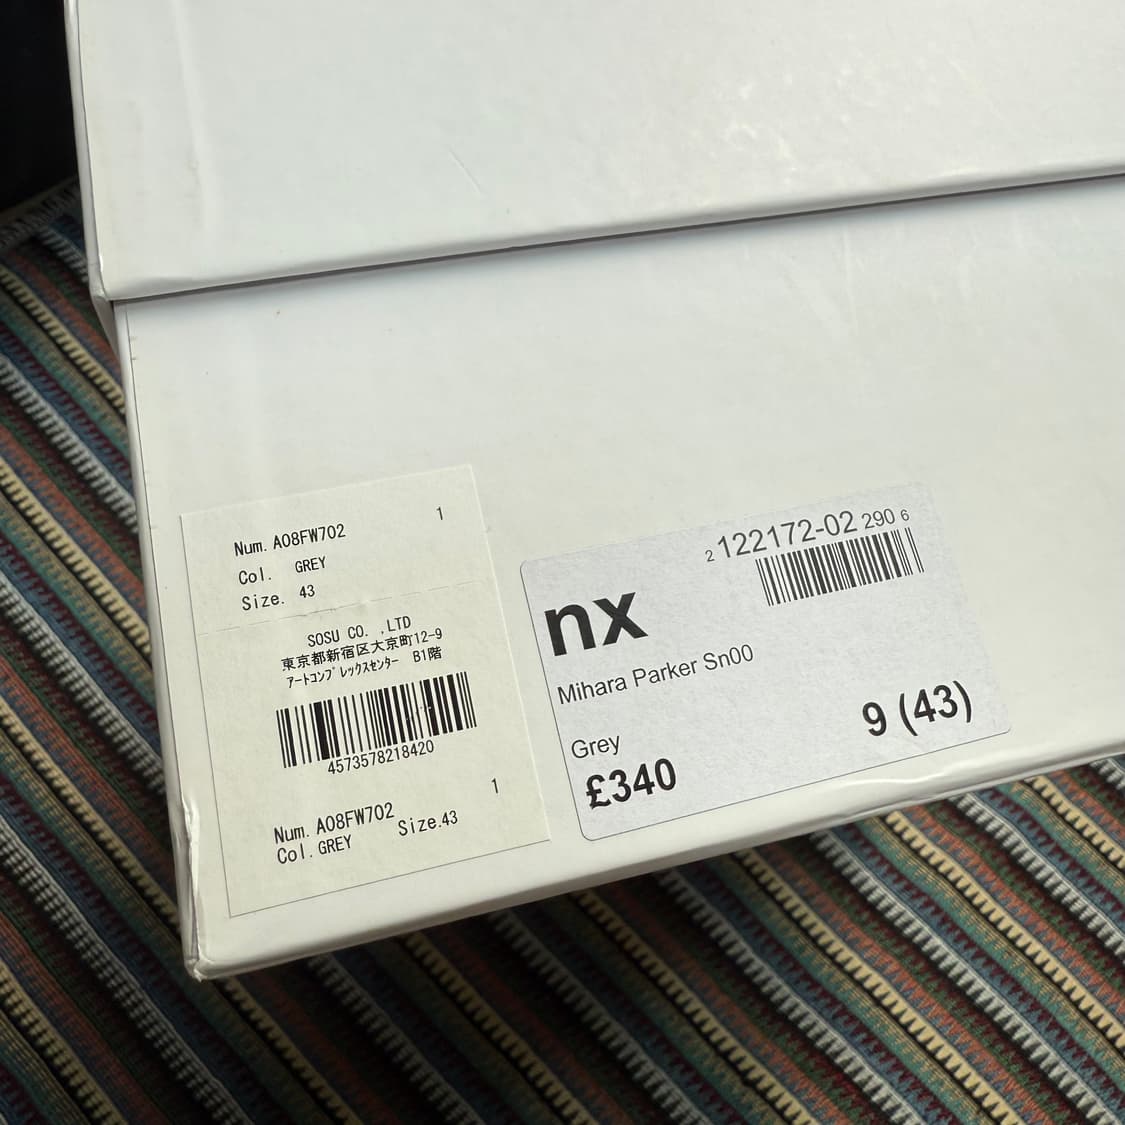 1
Num. A08FW702
Col. GREY
Size. 43
SOSU CO. ,LTD
東京都新宿区大京町12-9
アートコンプレックスセンター B1階
4573578218420
1
Num. A08FW702
Size.43
Col. GREY
2 122172-02 290 6
nx
Mihara Parker Sn00
9 (43)
Grey
£340